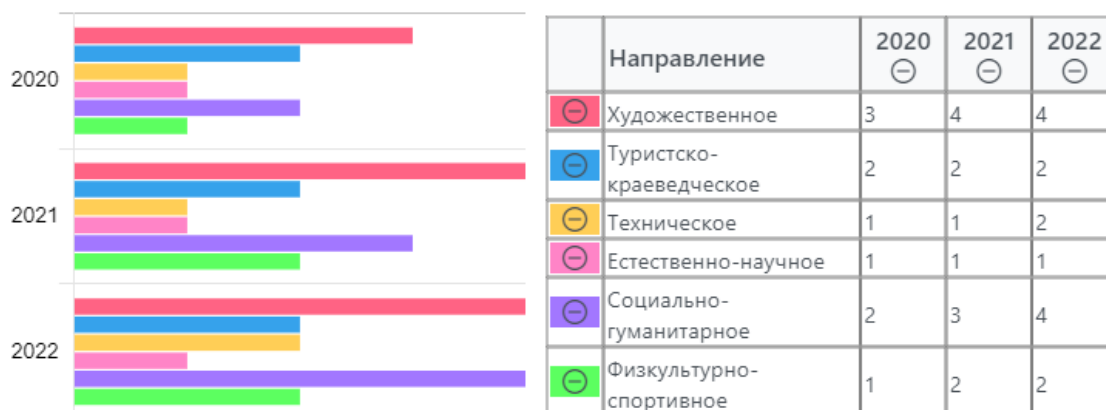 2020
2021
2022
Направление 2020 2021 2022
Художественное 3 4 4
Туристско-
краеведческое 2 2 2
Техническое 1 1 2
Естественно-научное 1 1 1
Социально-
гуманитарное 2 3 4
Физкультурно-
спортивное 1 2 2